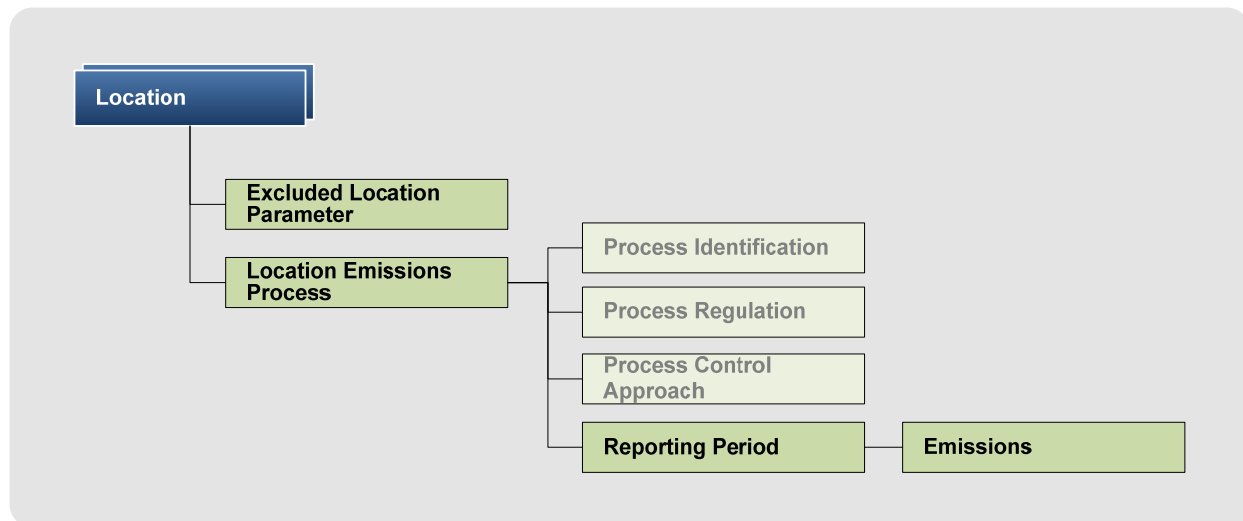 Location
Excluded Location
Parameter
Location Emissions
Process
Process Identification
Process Regulation
Process Control
Approach
Reporting Period
Emissions